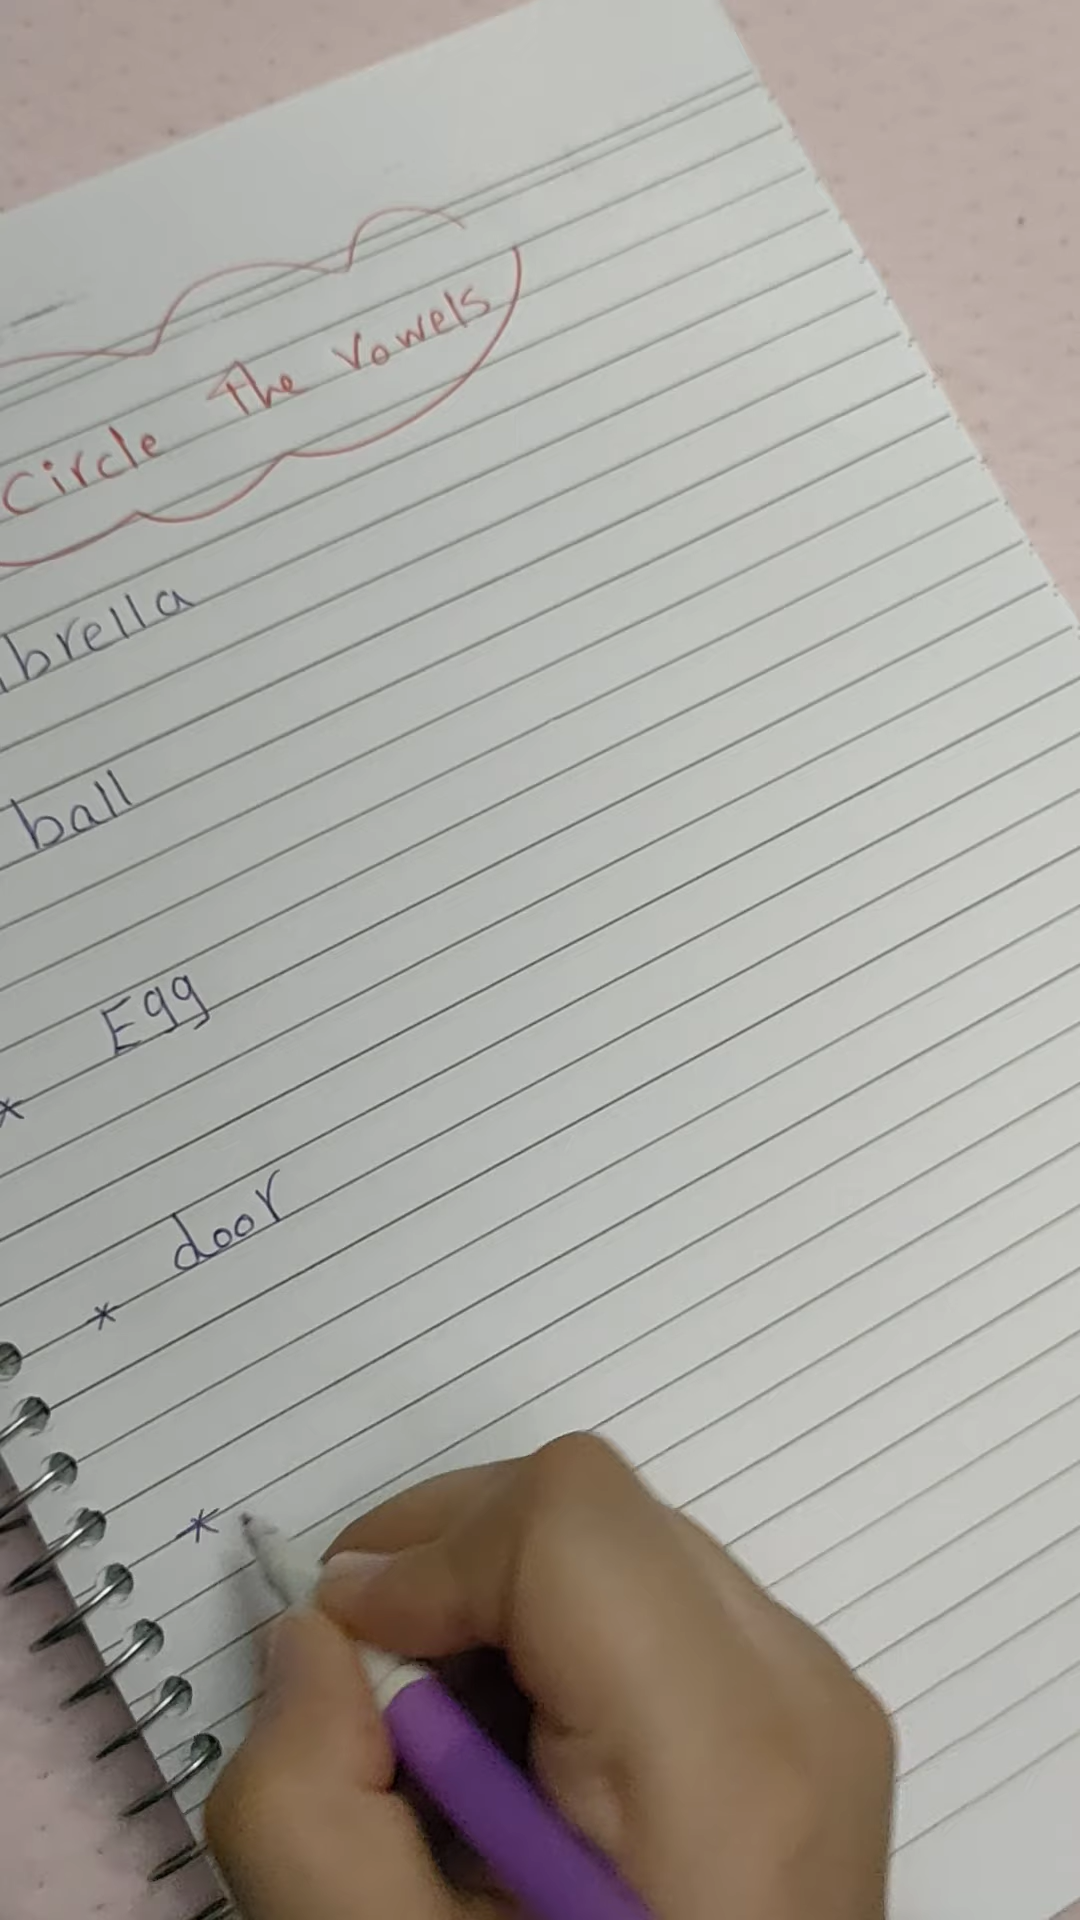 Circle the vowels
brella
ball
* Egg
* door
*